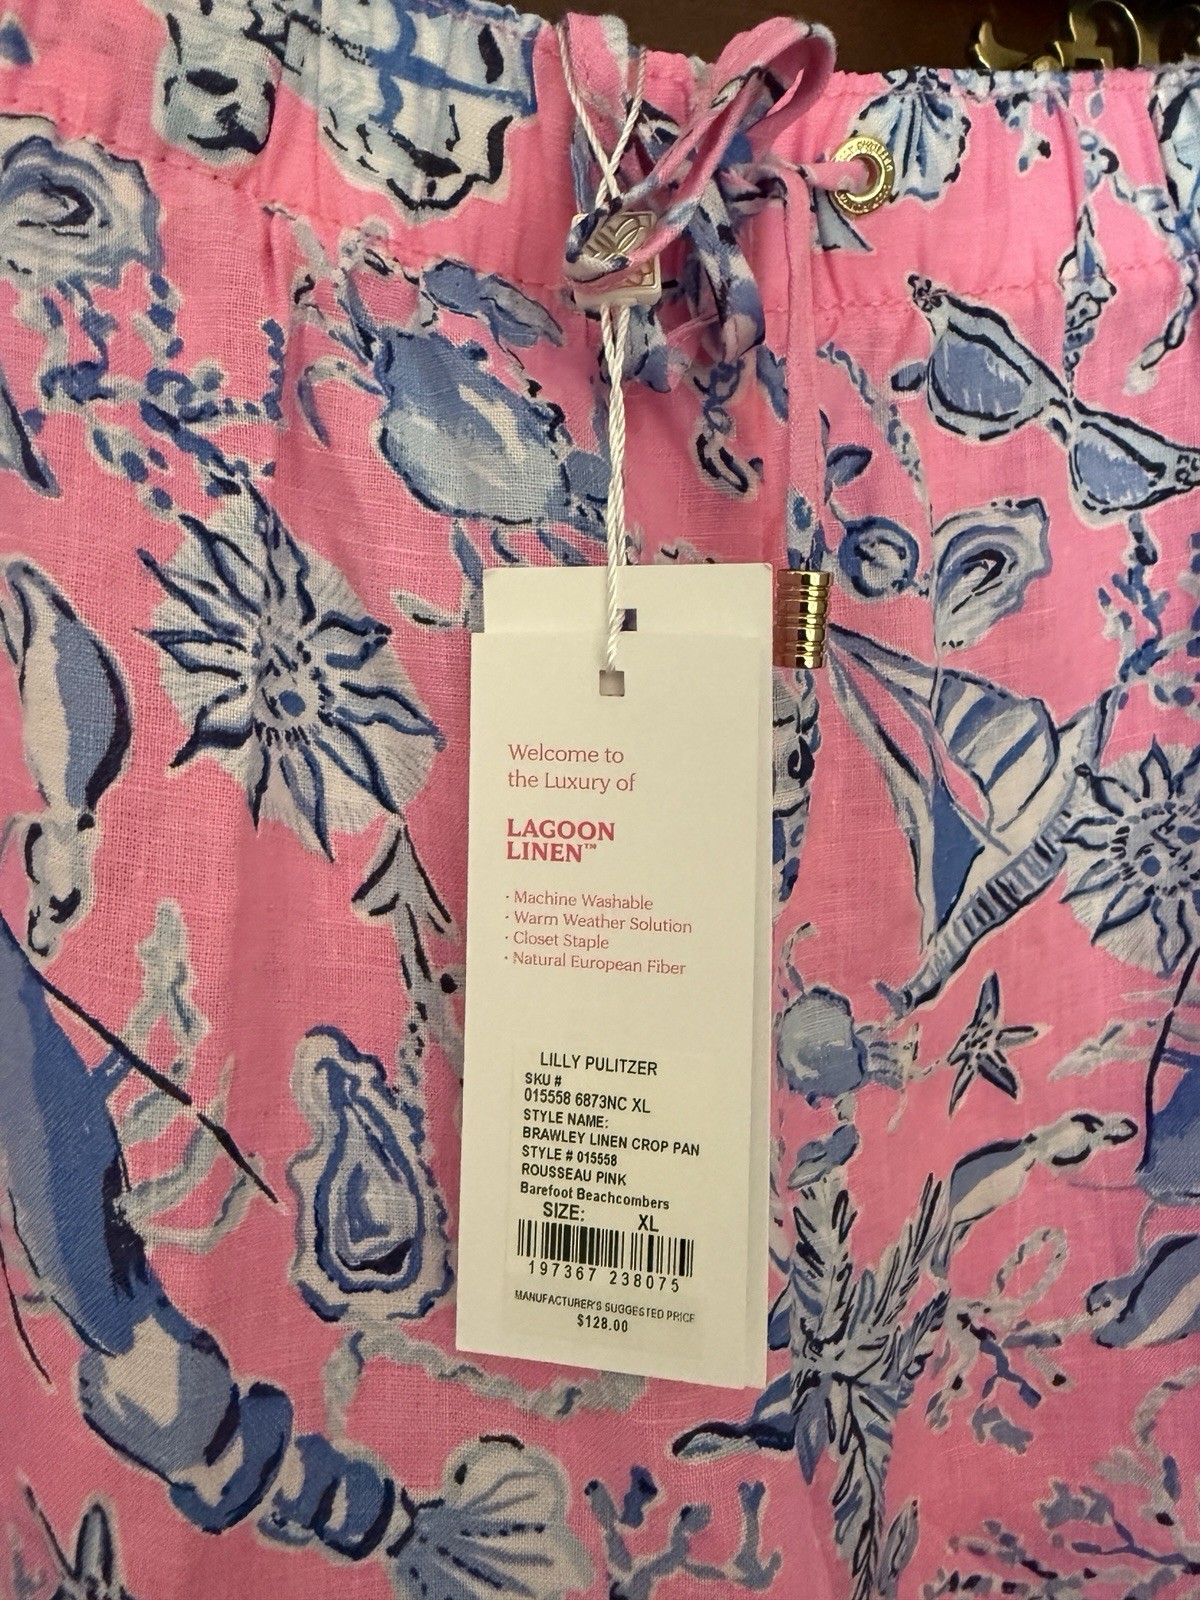 Welcome to
the Luxury of
LAGOON
LINEN™
· Machine Washable
· Warm Weather Solution
· Closet Staple
· Natural European Fiber
LILLY PULITZER
SKU #
015558 6873NC XL
STYLE NAME:
BRAWLEY LINEN CROP PAN
STYLE # 015558
ROUSSEAU PINK
Barefoot Beachcombers
SIZE: XL
197367 238075
MANUFACTURER'S SUGGESTED PRICE
$128.00